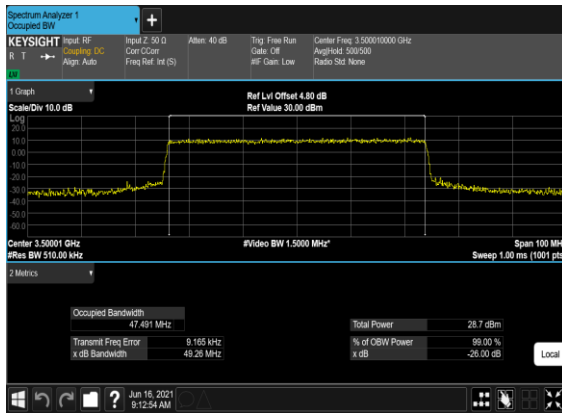 Spectrum Analyzer 1
Occupied BW
+
KEYSIGHT
R T
LXI
Input: RF
Coupling: DC
Align: Auto
Input Z: 50 Ω
Corr CCorr
Freq Ref: Int (S)
Atten: 40 dB
Trig: Free Run
Gate: Off
#IF Gain: Low
Center Freq: 3.500010000 GHz
Avg|Hold: 500/500
Radio Std: None
1 Graph
Scale/Div 10.0 dB
Ref Lvl Offset 4.80 dB
Ref Value 30.00 dBm
Log
20.0
10.0
0.00
-10.0
-20.0
-30.0
-40.0
-50.0
-60.0
Center 3.50001 GHz
#Res BW 510.00 kHz
#Video BW 1.5000 MHz*
Span 100 MH
Sweep 1.00 ms (1001 pts
2 Metrics
Occupied Bandwidth
47.491 MHz
Transmit Freq Error 9.165 kHz
x dB Bandwidth 49.26 MHz
Total Power 28.7 dBm
% of OBW Power 99.00 %
x dB -26.00 dB
Local
?
Jun 16, 2021
9:12:54 AM